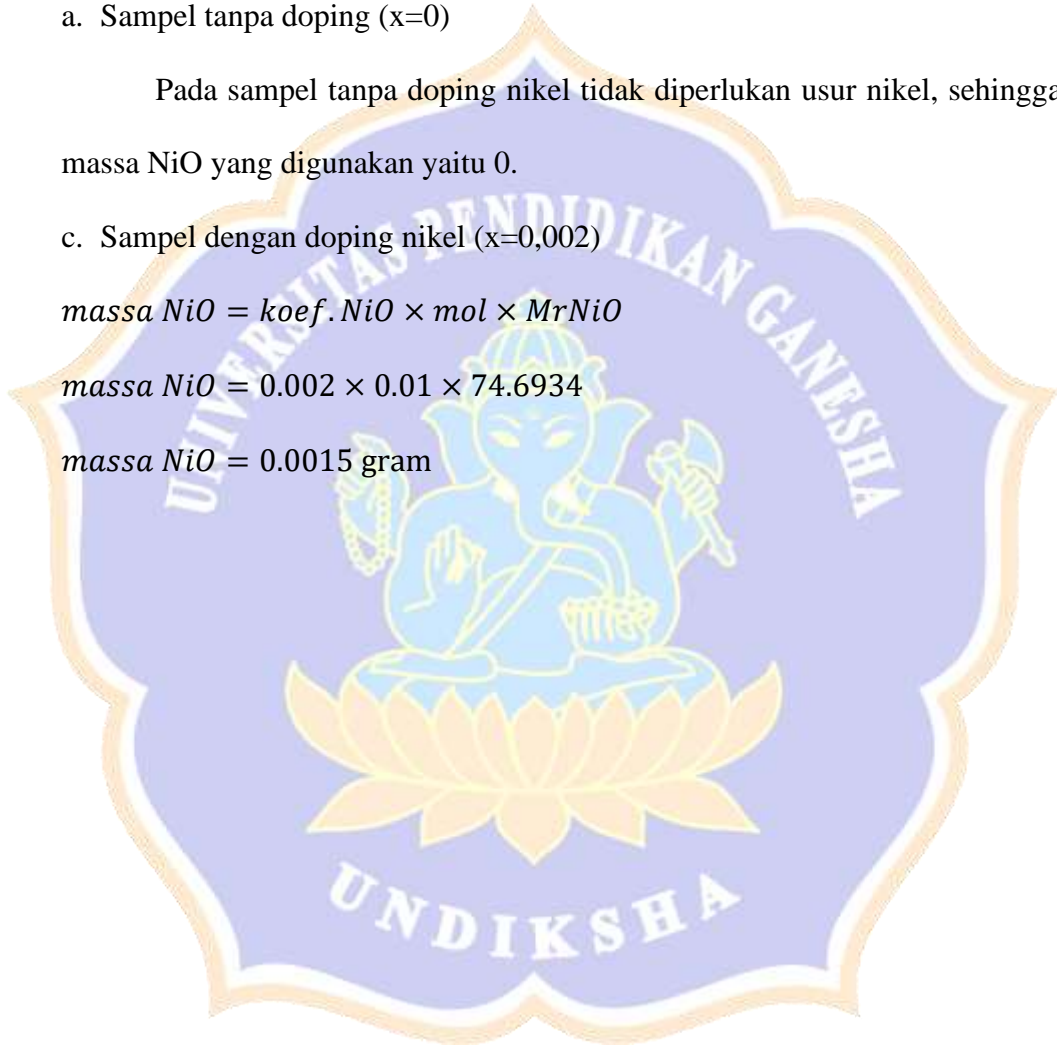 a. Sampel tanpa doping (x=0)
Pada sampel tanpa doping nikel tidak diperlukan usur nikel, sehingga
massa NiO yang digunakan yaitu 0.
c. Sampel dengan doping nikel (x=0,002)
massa NiO = koef. NiO × mol × MrNiO
massa NiO = 0.002 × 0.01 × 74.6934
massa NiO = 0.0015 gram
UNIVERSITAS PENDIDIKAN GANESHA
UNDIKSHA